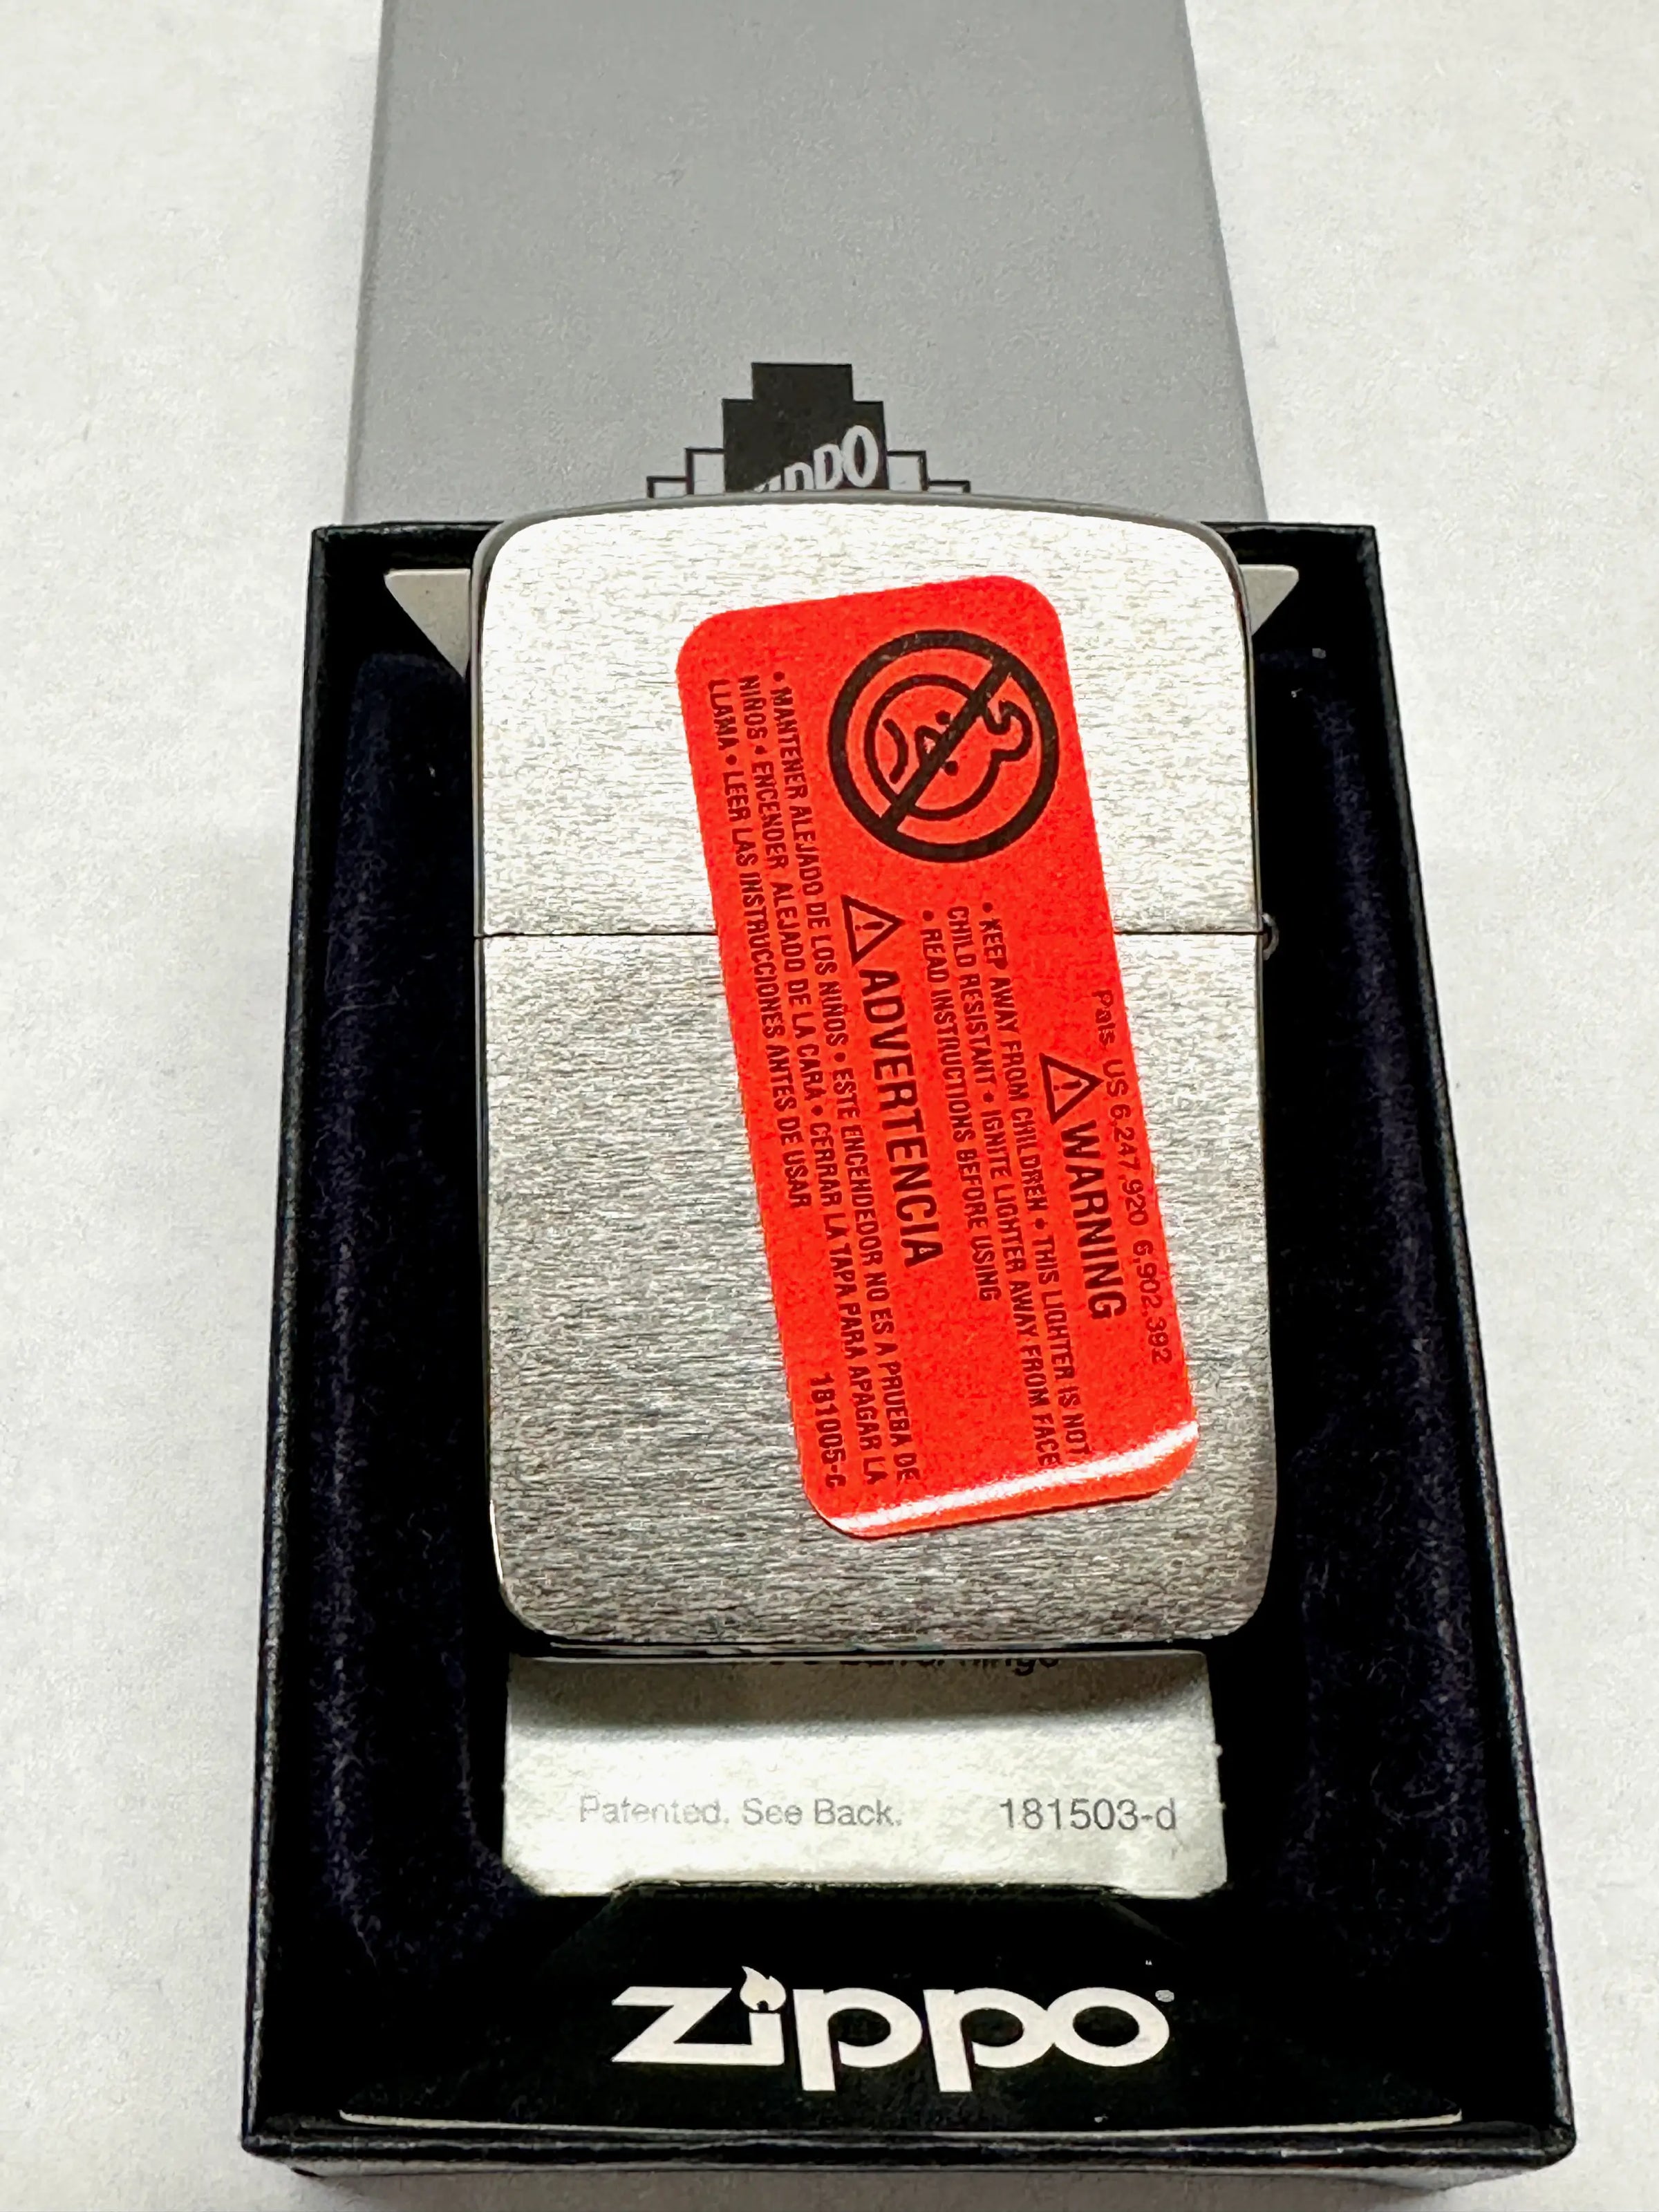 ZIPPO
Pats. US 6,247,920 6,902,392
WARNING
• KEEP AWAY FROM CHILDREN • THIS LIGHTER IS NOT
CHILD RESISTANT • IGNITE LIGHTER AWAY FROM FACE
• READ INSTRUCTIONS BEFORE USING
ADVERTENCIA
• MANTENER ALEJADO DE LOS NIÑOS • ESTE ENCENDEDOR NO ES A PRUEBA DE
NIÑOS • ENCENDER ALEJADO DE LA CARA • CERRAR LA TAPA PARA APAGAR LA
LLAMA • LEER LAS INSTRUCCIONES ANTES DE USAR
181005-c
Patented. See Back. 181503-d
zippo